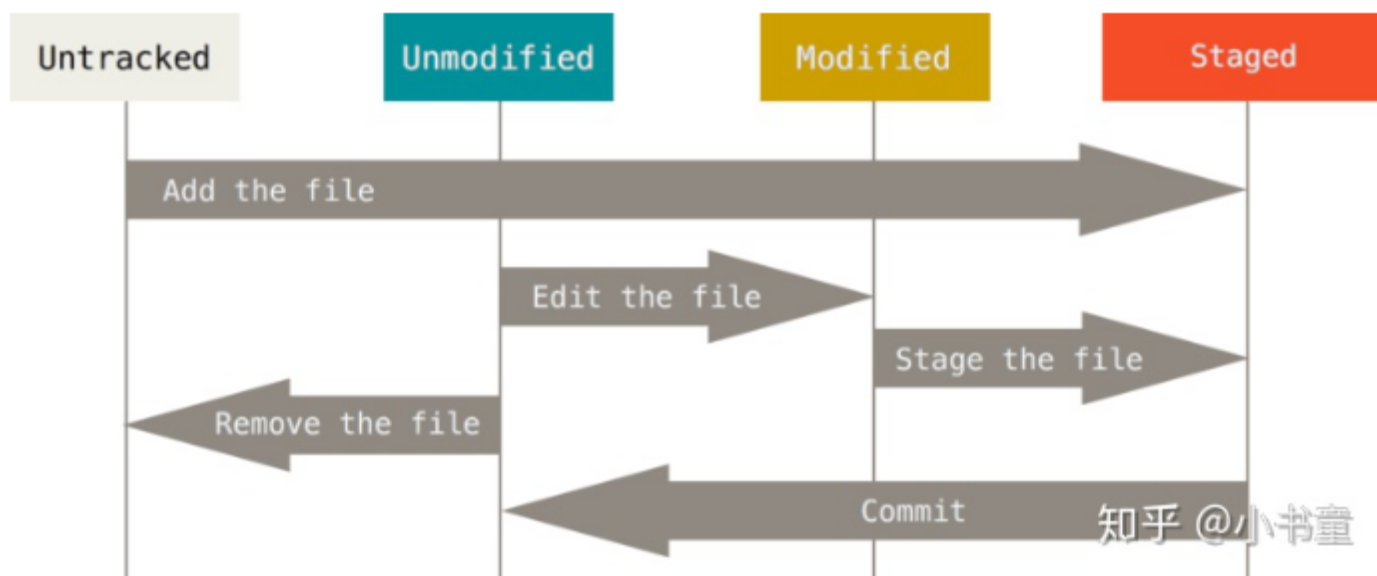 Untracked
Unmodified
Modified
Staged
Add the file
Edit the file
Stage the file
Remove the file
Commit
知乎 @小书童